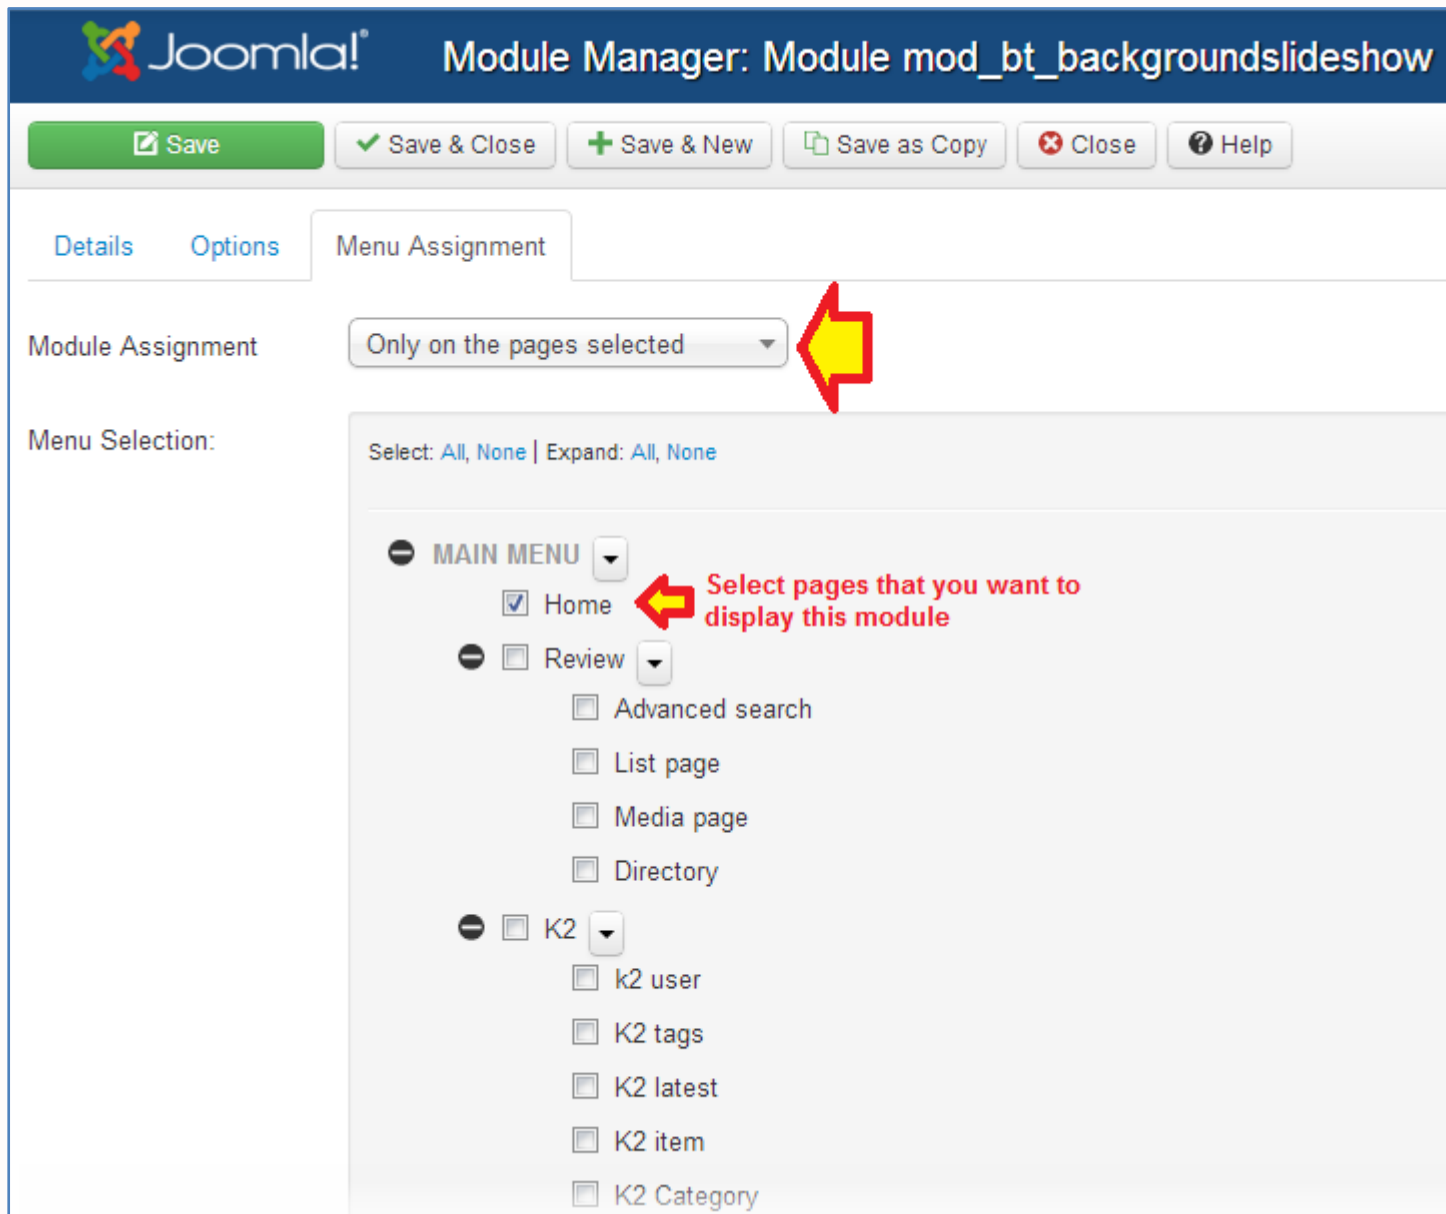 Joomla!®
Module Manager: Module mod_bt_backgroundslideshow
Save
Save & Close
Save & New
Save as Copy
Close
Help
Details
Options
Menu Assignment
Module Assignment
Only on the pages selected
Menu Selection:
Select: All, None | Expand: All, None
MAIN MENU
Home
Select pages that you want to
display this module
Review
Advanced search
List page
Media page
Directory
K2
k2 user
K2 tags
K2 latest
K2 item
K2 Category